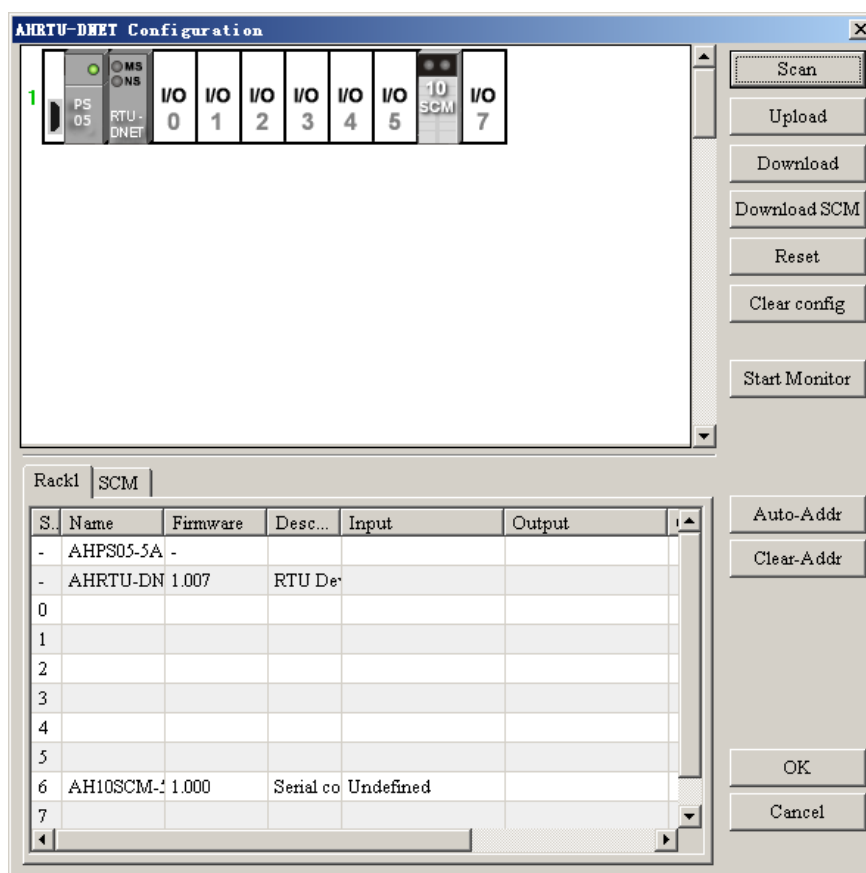 AHRTU-DNET Configuration
1
PS 05
MS
NS
RTU-DNET
I/O 0
I/O 1
I/O 2
I/O 3
I/O 4
I/O 5
10 SCM
I/O 7
Scan
Upload
Download
Download SCM
Reset
Clear config
Start Monitor
Rack1 SCM
S.. Name Firmware Desc... Input Output
- AHPS05-5A -
- AHRTU-DN 1.007 RTU De
0
1
2
3
4
5
6 AH10SCM- 1.000 Serial co Undefined
7
Auto-Addr
Clear-Addr
OK
Cancel